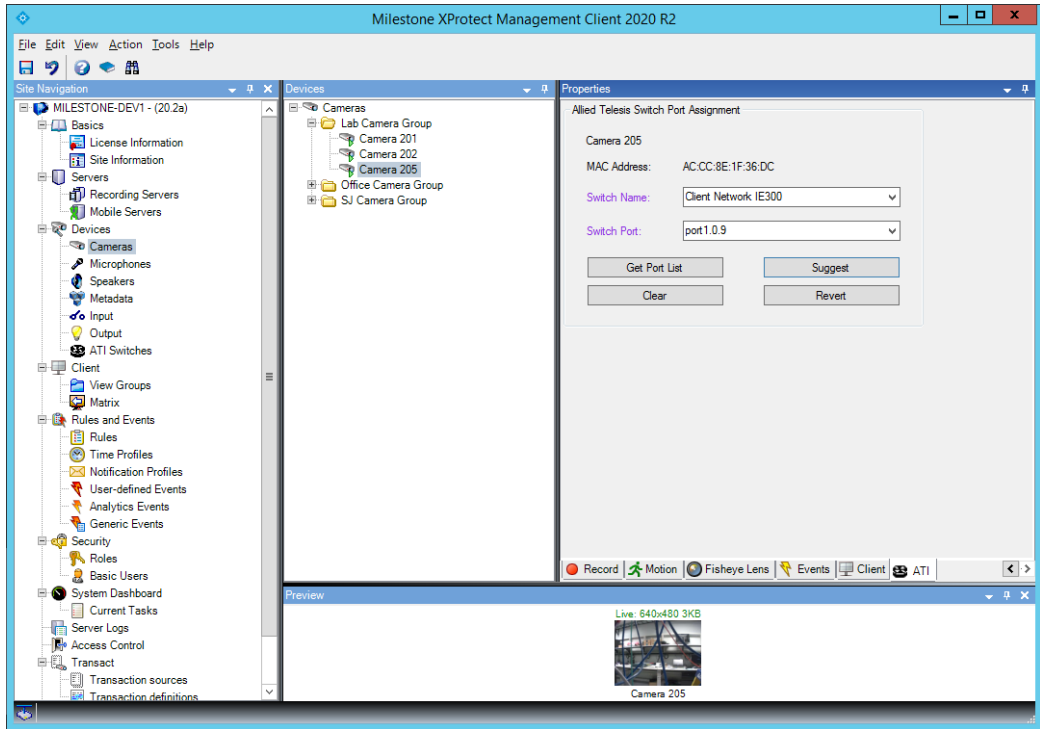 Milestone XProtect Management Client 2020 R2
File Edit View Action Tools Help
Site Navigation
MILESTONE-DEV1 - (20.2a)
Basics
License Information
Site Information
Servers
Recording Servers
Mobile Servers
Devices
Cameras
Microphones
Speakers
Metadata
Input
Output
ATI Switches
Client
View Groups
Matrix
Rules and Events
Rules
Time Profiles
Notification Profiles
User-defined Events
Analytics Events
Generic Events
Security
Roles
Basic Users
System Dashboard
Current Tasks
Server Logs
Access Control
Transact
Transaction sources
Transaction definitions
Devices
Cameras
Lab Camera Group
Camera 201
Camera 202
Camera 205
Office Camera Group
SJ Camera Group
Properties
Allied Telesis Switch Port Assignment
Camera 205
MAC Address: AC:CC:8E:1F:36:DC
Switch Name: Client Network IE300
Switch Port: port1.0.9
Get Port List Suggest
Clear Revert
Record Motion Fisheye Lens Events Client ATI
Preview
Live: 640x480 3KB
Camera 205